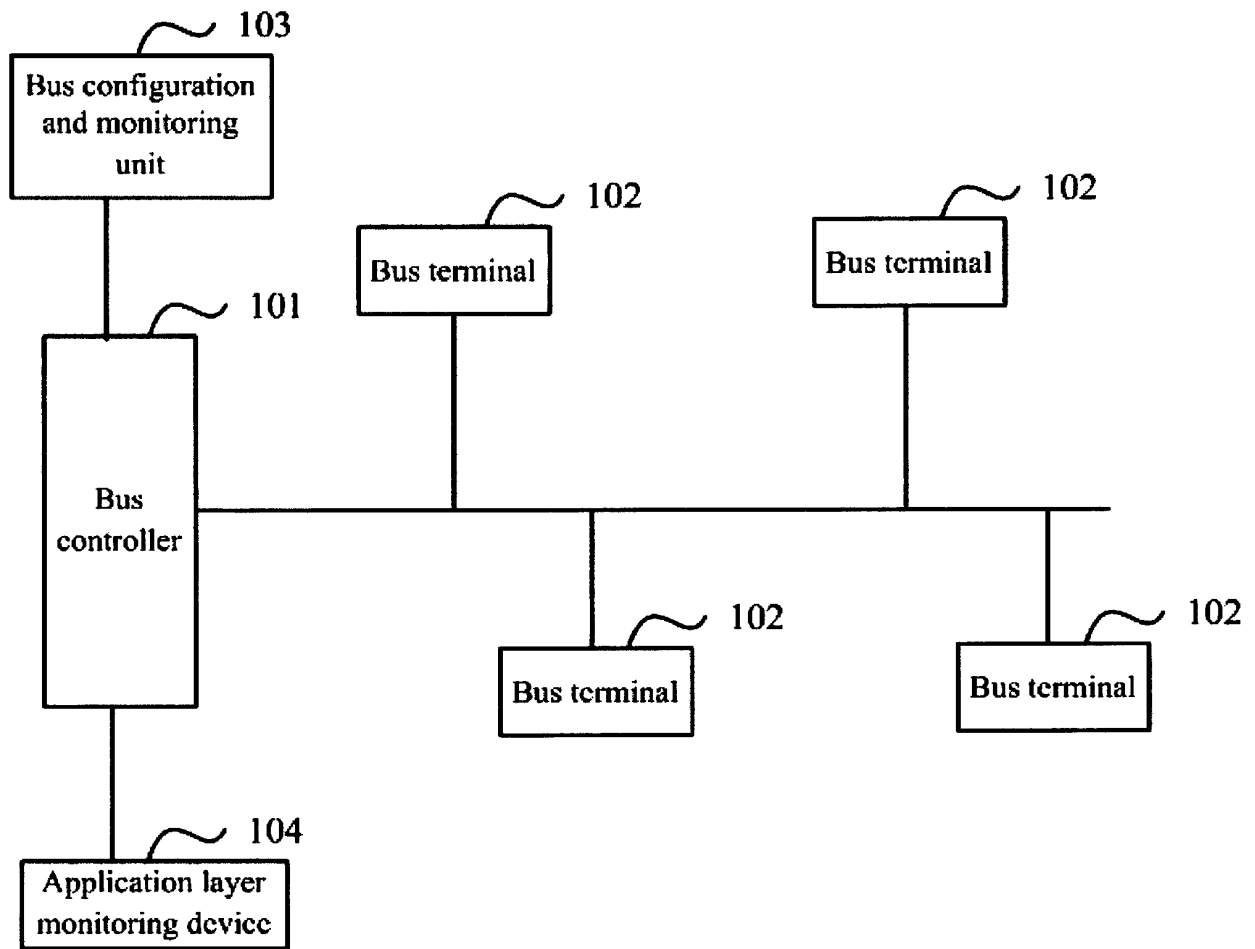 103
Bus configuration
and monitoring
unit
102
Bus terminal
102
Bus terminal
101
Bus
controller
102
Bus terminal
102
Bus terminal
104
Application layer
monitoring device